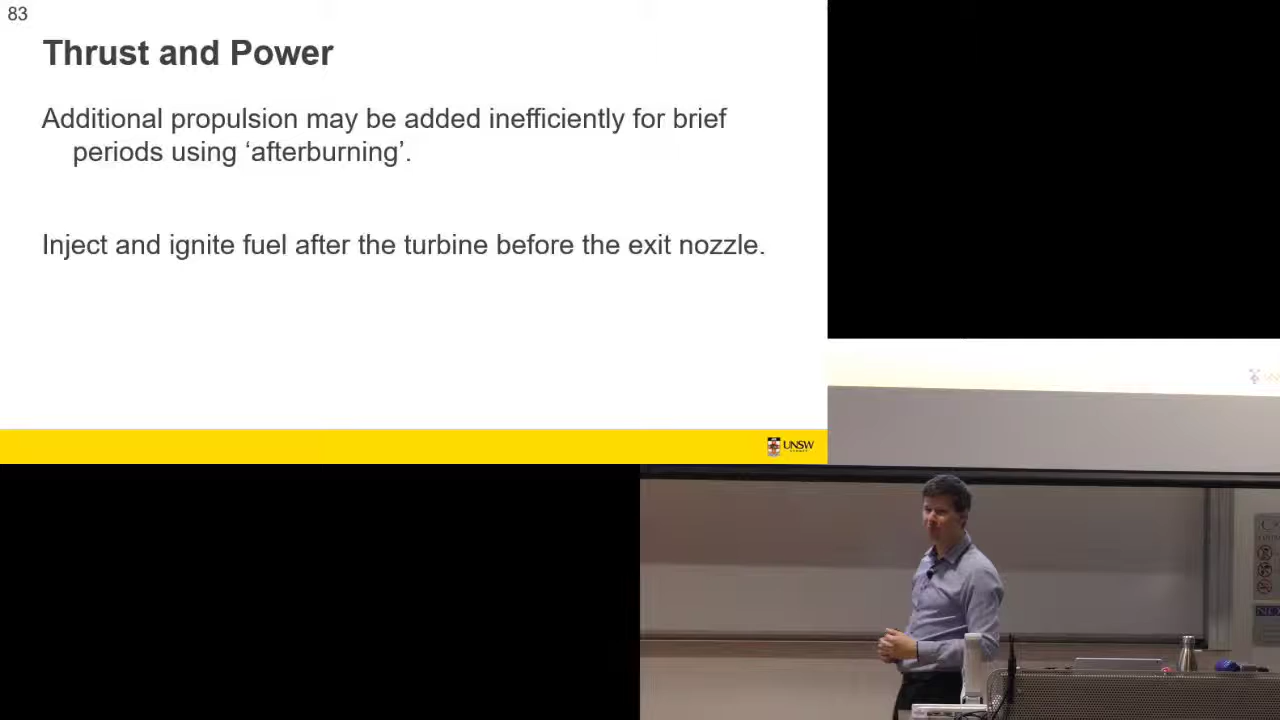 83
Thrust and Power
Additional propulsion may be added inefficiently for brief
periods using ‘afterburning’.
Inject and ignite fuel after the turbine before the exit nozzle.
UNSW